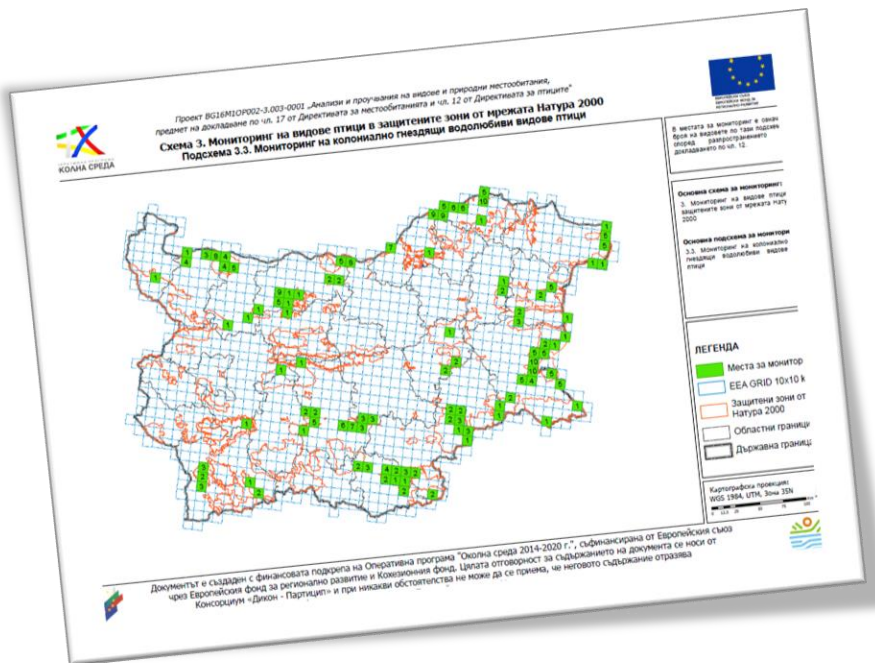 Проект BG16M1OP002-3.003-0001 „Анализи и проучвания на видове и природни местообитания,
предмет на докладване по чл. 17 от Директивата за местообитанията и чл. 12 от Директивата за птиците"
Схема 3. Мониторинг на видове птици в защитените зони от мрежата Натура 2000
Подсхема 3.3. Мониторинг на колониално гнездящи водолюбиви видове птици
КОЛНА СРЕДА
В местата за мониторинг е означ
броя на видовете по тази подсхем
според разпространението
докладването по чл. 12.
Основна схема за мониторинг:
3. Мониторинг на видове птици
защитените зони от мрежата Нату
2000
Основна подсхема за монитори
3.3. Мониторинг на колониално
гнездящи водолюбиви видове
птици
ЛЕГЕНДА
Места за монитор
EEA GRID 10x10 k
Защитени зони от
Натура 2000
Областни граници
Държавна граница
Картографска проекция:
WGS 1984, UTM, Зона 35N
Документът е създаден с финансовата подкрепа на Оперативна програма "Околна среда 2014-2020 г.", съфинансирана от Европейския съюз
чрез Европейския фонд за регионално развитие и Кохезионния фонд. Цялата отговорност за съдържанието на документа се носи от
Консорциум «Дикон - Партицип» и при никакви обстоятелства не може да се приема, че неговото съдържание отразява